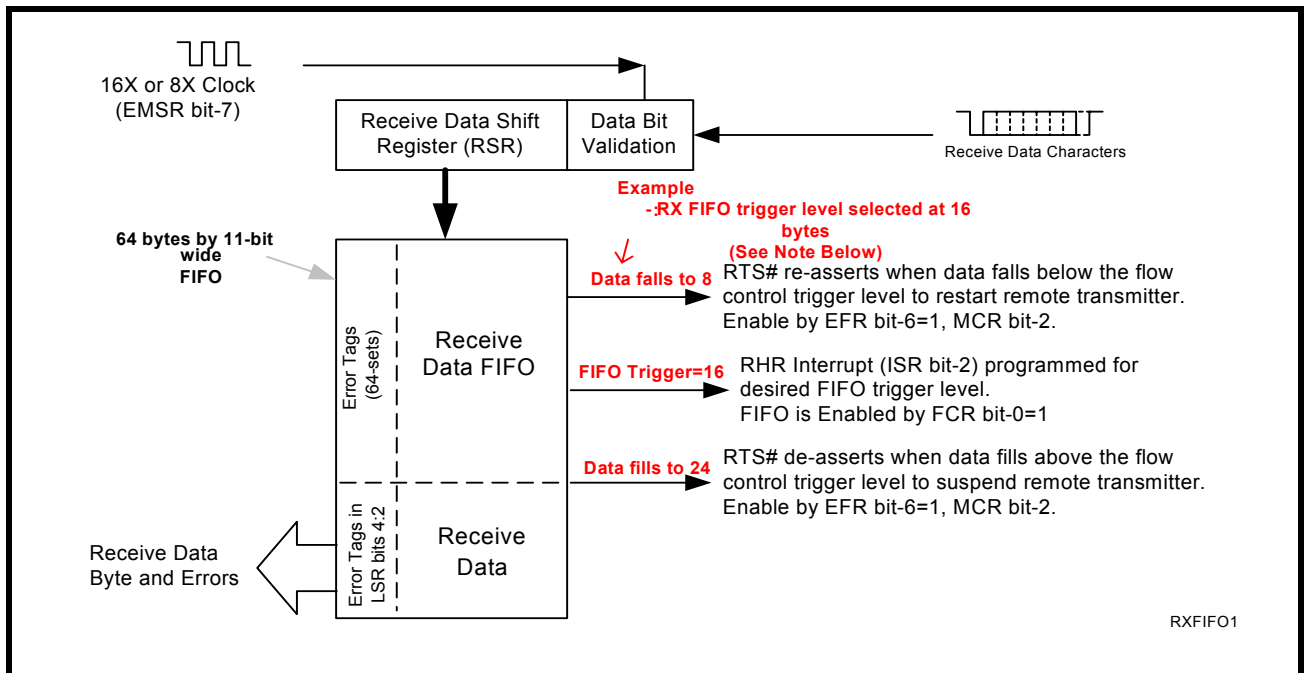 16X or 8X Clock
(EMSR bit-7)
Receive Data Shift
Register (RSR)
Data Bit
Validation
Receive Data Characters
Example
-:RX FIFO trigger level selected at 16
bytes
(See Note Below)
64 bytes by 11-bit
wide
FIFO
Data falls to 8
RTS# re-asserts when data falls below the flow
control trigger level to restart remote transmitter.
Enable by EFR bit-6=1, MCR bit-2.
Error Tags
(64-sets)
Receive
Data FIFO
FIFO Trigger=16
RHR Interrupt (ISR bit-2) programmed for
desired FIFO trigger level.
FIFO is Enabled by FCR bit-0=1
Data fills to 24
RTS# de-asserts when data fills above the flow
control trigger level to suspend remote transmitter.
Enable by EFR bit-6=1, MCR bit-2.
Error Tags in
LSR bits 4:2
Receive
Data
Receive Data
Byte and Errors
RXFIFO1